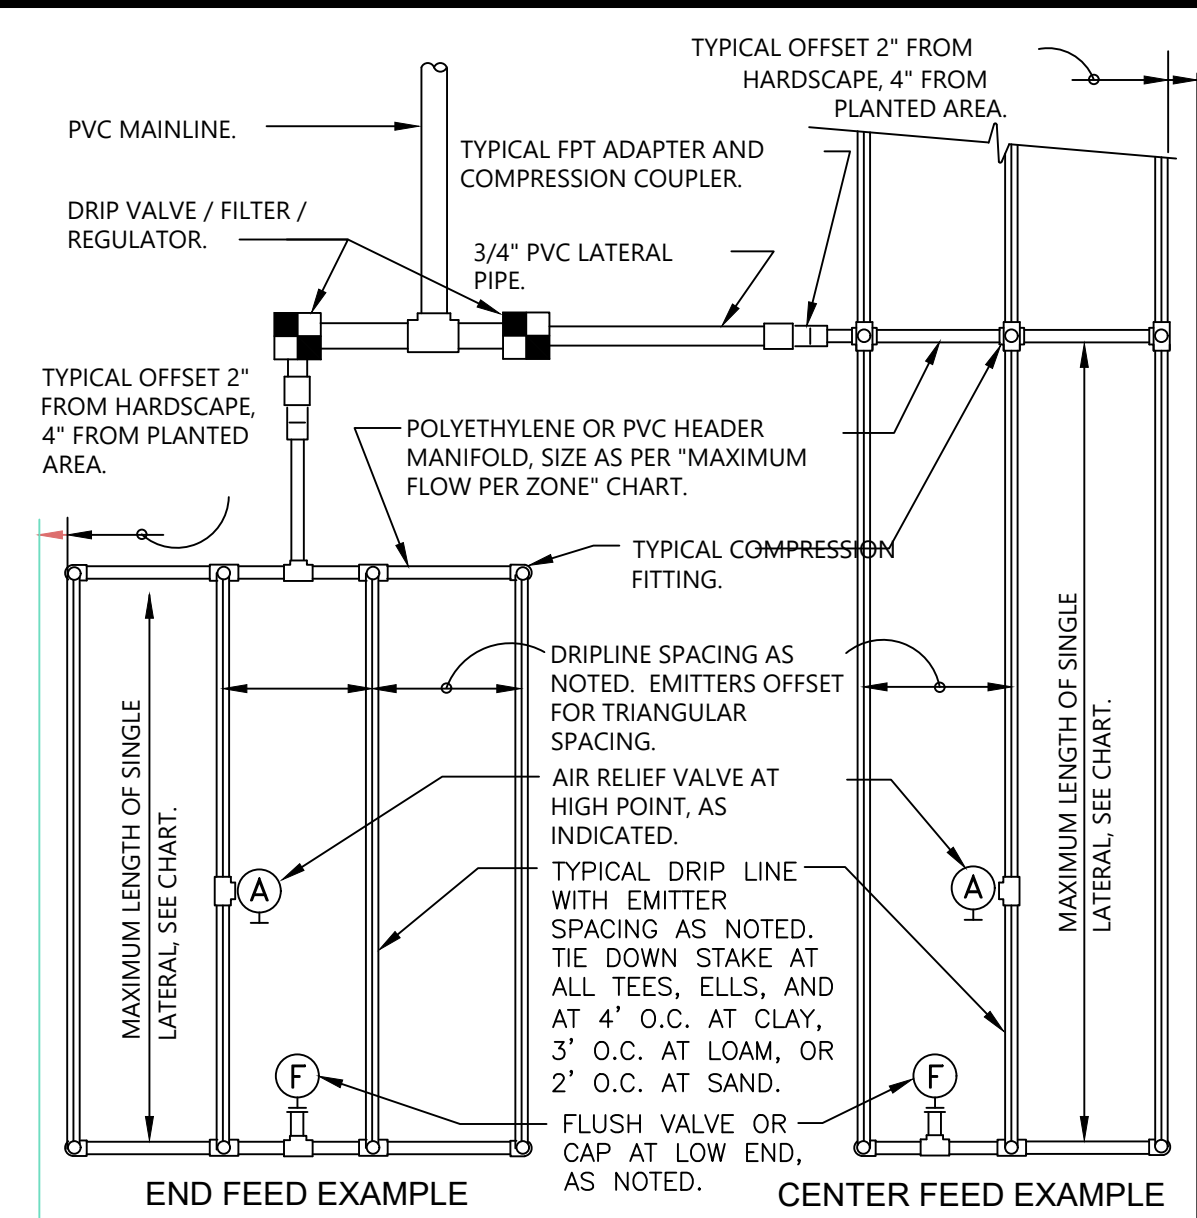 TYPICAL OFFSET 2" FROM
HARDSCAPE, 4" FROM
PLANTED AREA.
PVC MAINLINE.
TYPICAL FPT ADAPTER AND
COMPRESSION COUPLER.
DRIP VALVE / FILTER /
REGULATOR.
3/4" PVC LATERAL
PIPE.
TYPICAL OFFSET 2"
FROM HARDSCAPE,
4" FROM PLANTED
AREA.
POLYETHYLENE OR PVC HEADER
MANIFOLD, SIZE AS PER "MAXIMUM
FLOW PER ZONE" CHART.
TYPICAL COMPRESSION
FITTING.
DRIPLINE SPACING AS
NOTED. EMITTERS OFFSET
FOR TRIANGULAR
SPACING.
MAXIMUM LENGTH OF SINGLE
LATERAL, SEE CHART.
MAXIMUM LENGTH OF SINGLE
LATERAL, SEE CHART.
AIR RELIEF VALVE AT
HIGH POINT, AS
INDICATED.
A
A
TYPICAL DRIP LINE
WITH EMITTER
SPACING AS NOTED.
TIE DOWN STAKE AT
ALL TEES, ELLS, AND
AT 4' O.C. AT CLAY,
3' O.C. AT LOAM, OR
2' O.C. AT SAND.
F
F
FLUSH VALVE OR
CAP AT LOW END,
AS NOTED.
END FEED EXAMPLE
CENTER FEED EXAMPLE